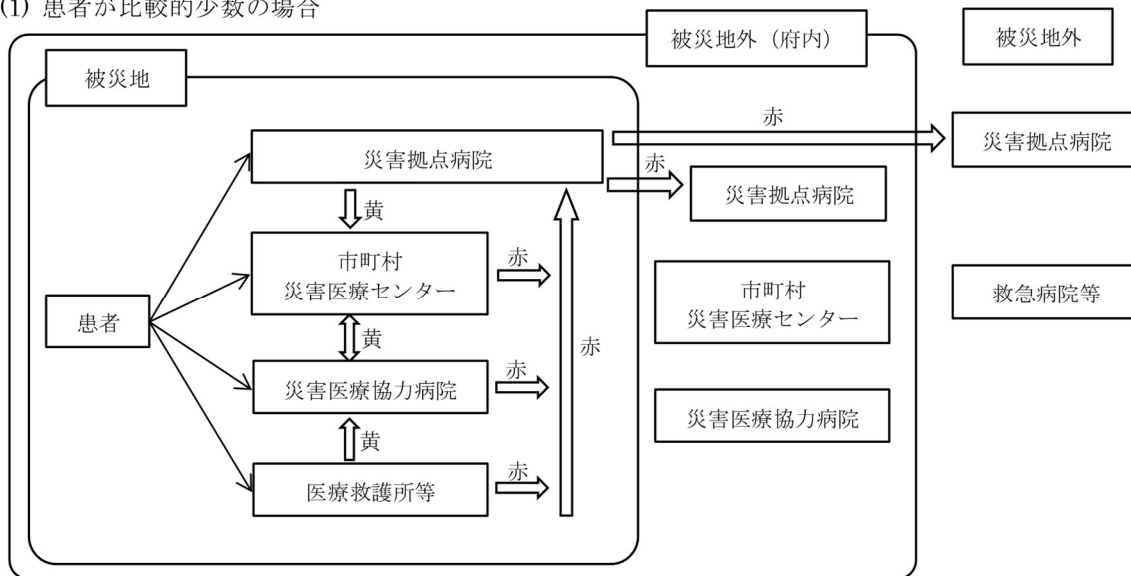 (1) 患者が比較的少数の場合
被災地外（府内）
被災地外
被災地
赤
災害拠点病院
災害拠点病院
赤
災害拠点病院
黄
市町村
災害医療センター
赤
市町村
災害医療センター
救急病院等
患者
黄
赤
災害医療協力病院
赤
災害医療協力病院
黄
医療救護所等
赤